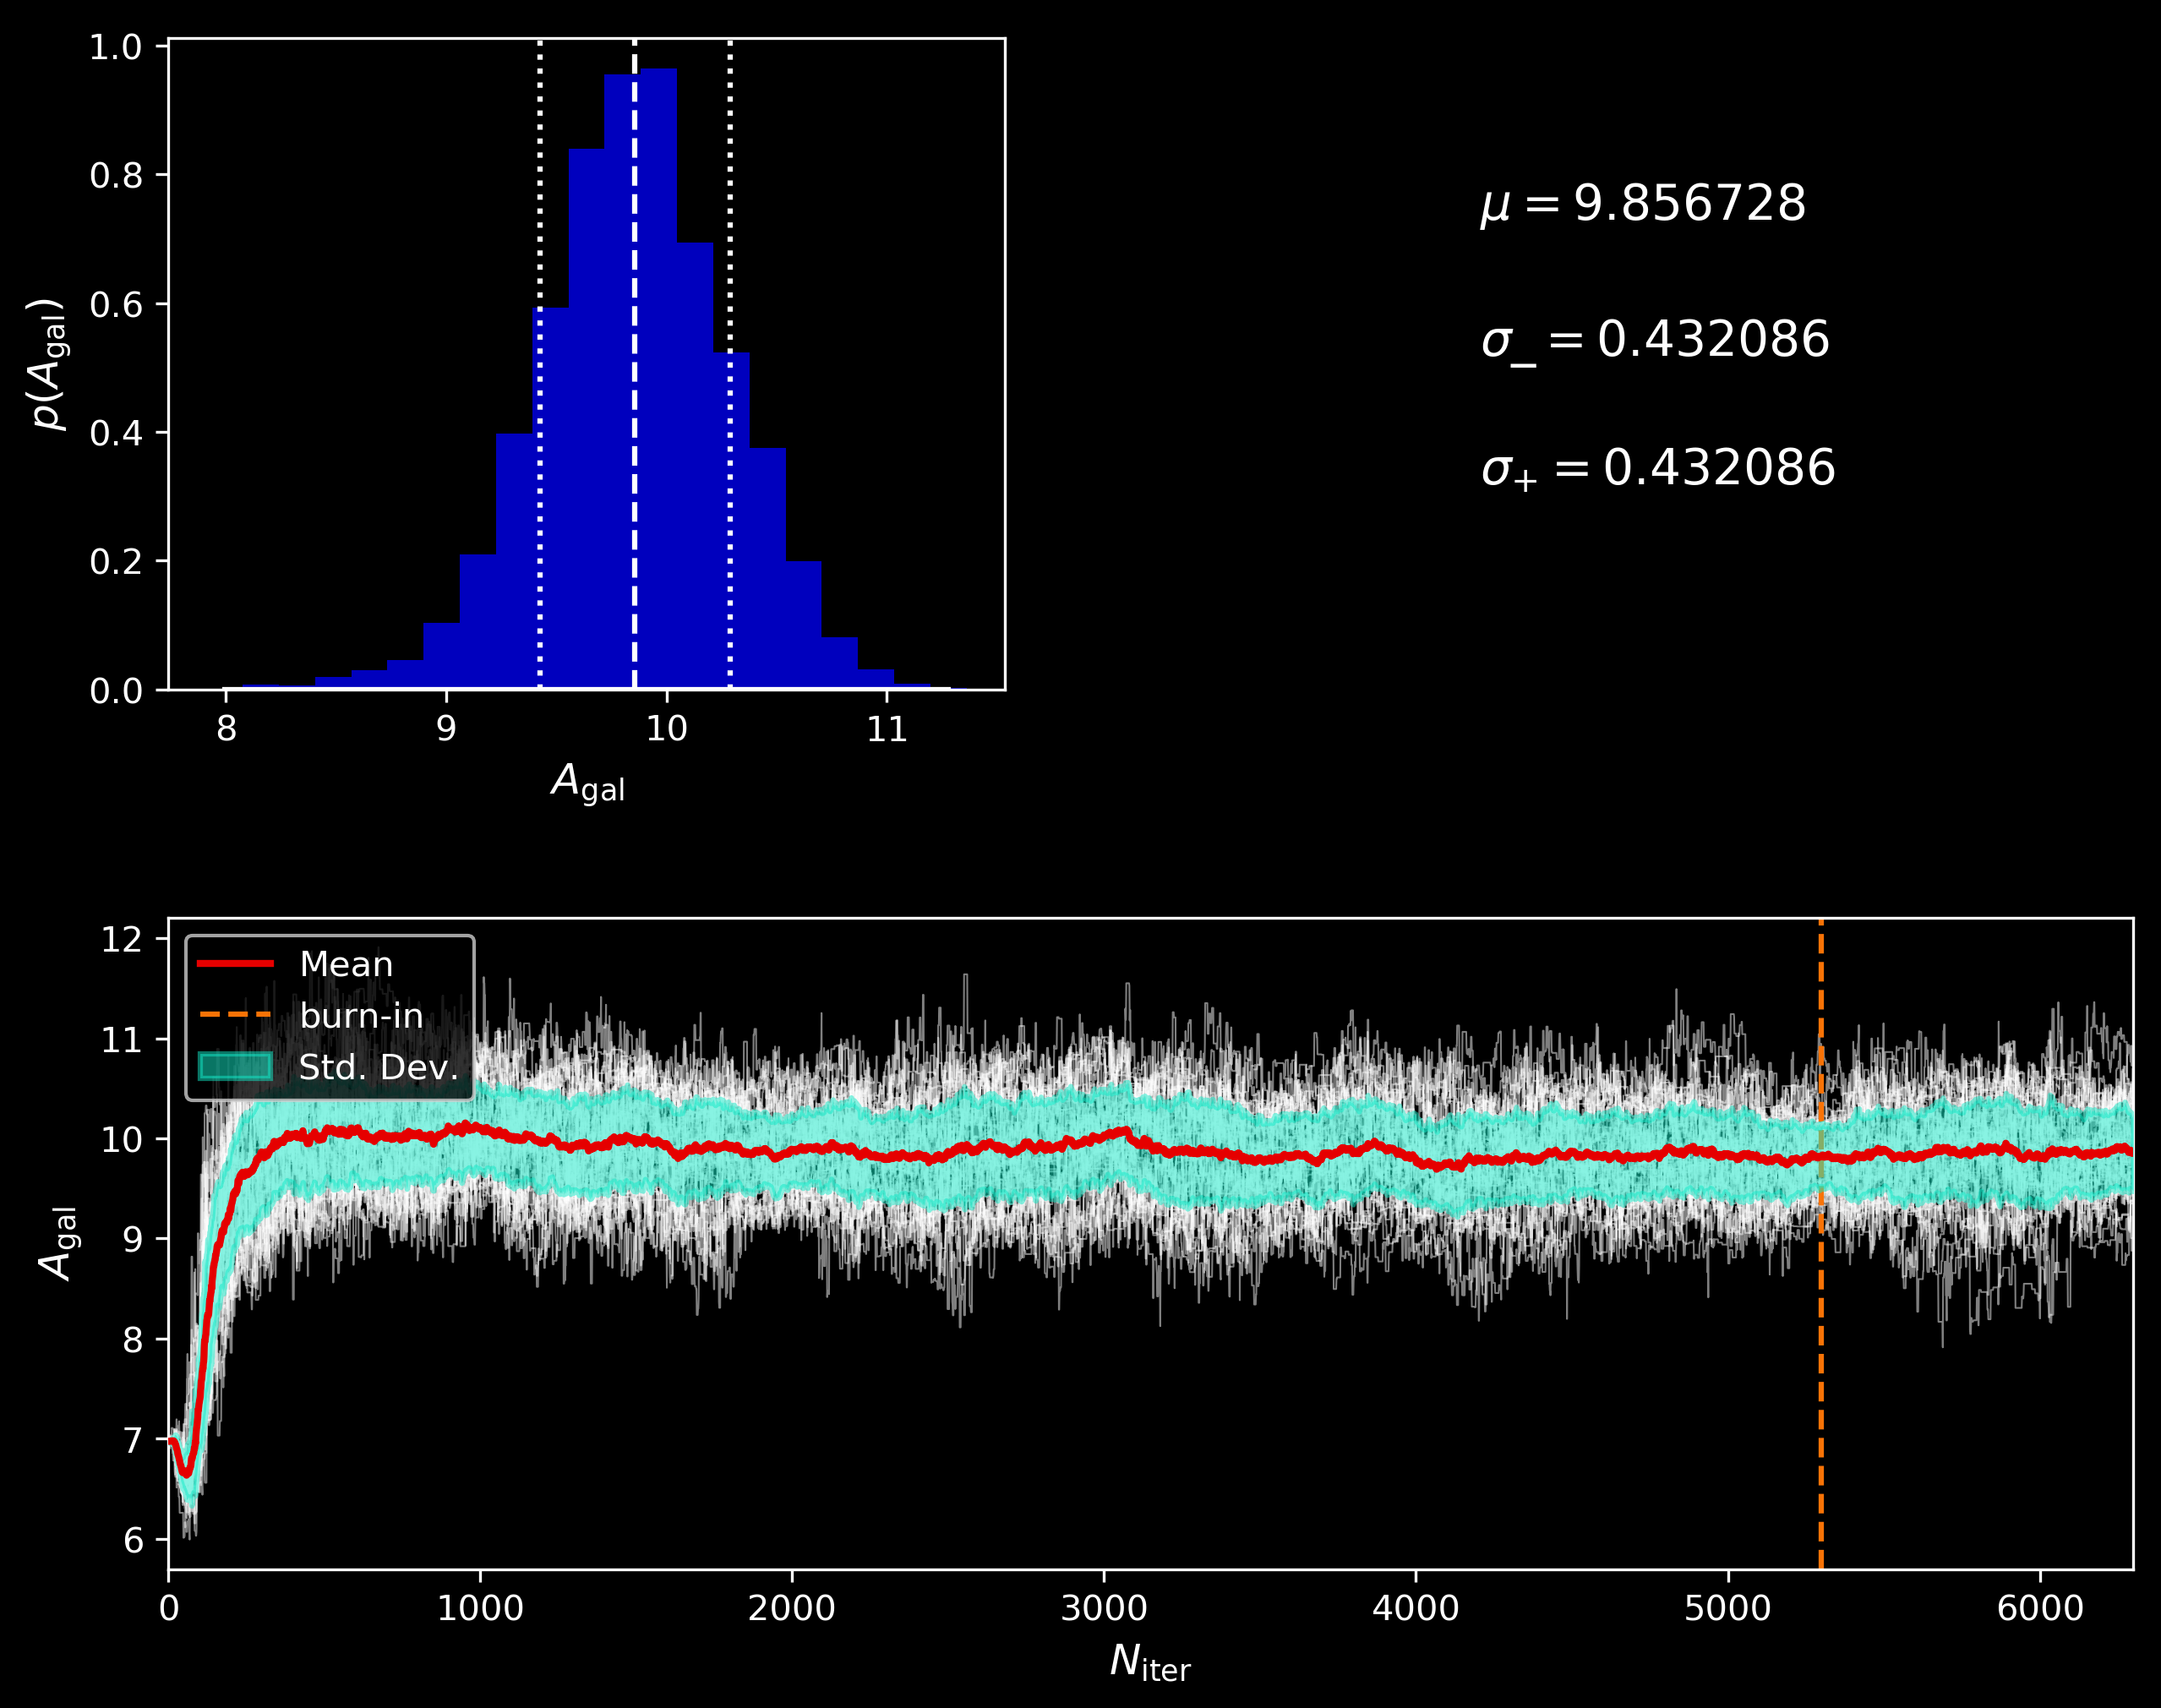 1.0
0.8
0.6
0.4
0.2
0.0
p(A_gal)
8 9 10 11
A_gal
μ = 9.856728
σ_− = 0.432086
σ_+ = 0.432086
12
11
10
9
8
7
6
A_gal
Mean
burn-in
Std. Dev.
0 1000 2000 3000 4000 5000 6000
N_iter